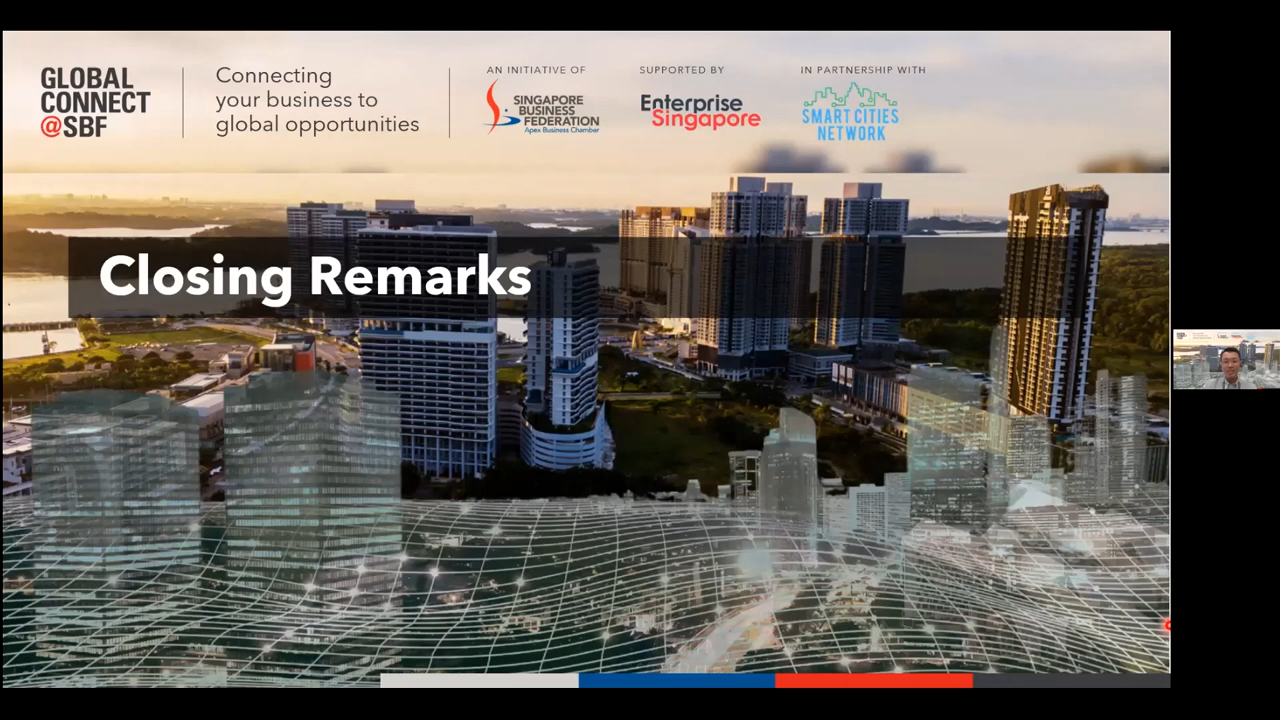 GLOBAL
CONNECT
@SBF
Connecting
your business to
global opportunities
AN INITIATIVE OF
SINGAPORE
BUSINESS
FEDERATION
Apex Business Chamber
SUPPORTED BY
Enterprise
Singapore
IN PARTNERSHIP WITH
SMART CITIES
NETWORK
Closing Remarks